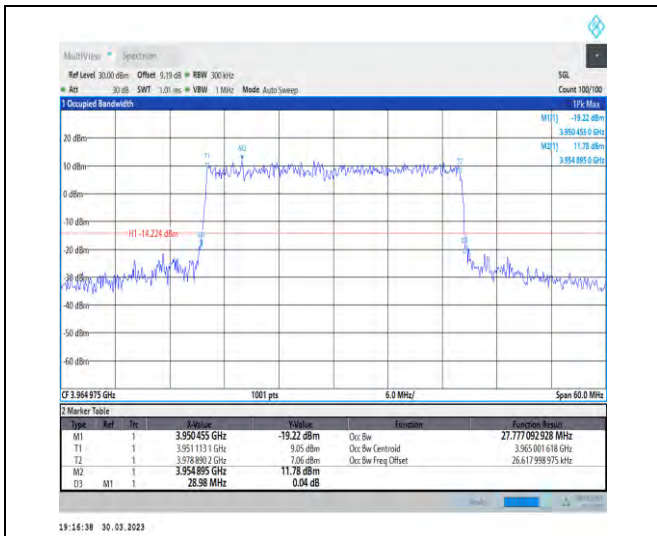 MultiView Spectrum
Ref Level 30.00 dBm Offset 9.19 dB RBW 300 kHz SGL
Att 30 dB SWT 1.01 ms VBW 1 MHz Mode Auto Sweep Count 100/100
1 Occupied Bandwidth 1Pk Max
M1[1] -19.22 dBm
3.950 455 0 GHz
M2[1] 11.78 dBm
3.954 895 0 GHz
20 dBm
T1 M2
10 dBm
0 dBm
-10 dBm
H1 -14.224 dBm
-20 dBm
-30 dBm
-40 dBm
-50 dBm
-60 dBm
CF 3.964 975 GHz 1001 pts 6.0 MHz/ Span 60.0 MHz
2 Marker Table
Type Ref Trc X-Value Y-Value Function Function Result
M1 1 3.950 455 GHz -19.22 dBm Occ Bw 27.777 092 928 MHz
T1 1 3.951 113 1 GHz 9.05 dBm Occ Bw Centroid 3.965 001 618 GHz
T2 1 3.978 890 2 GHz 7.06 dBm Occ Bw Freq Offset 26.617 998 975 kHz
M2 1 3.954 895 GHz 11.78 dBm
D3 M1 1 28.98 MHz 0.04 dB
19:16:38 30.03.2023